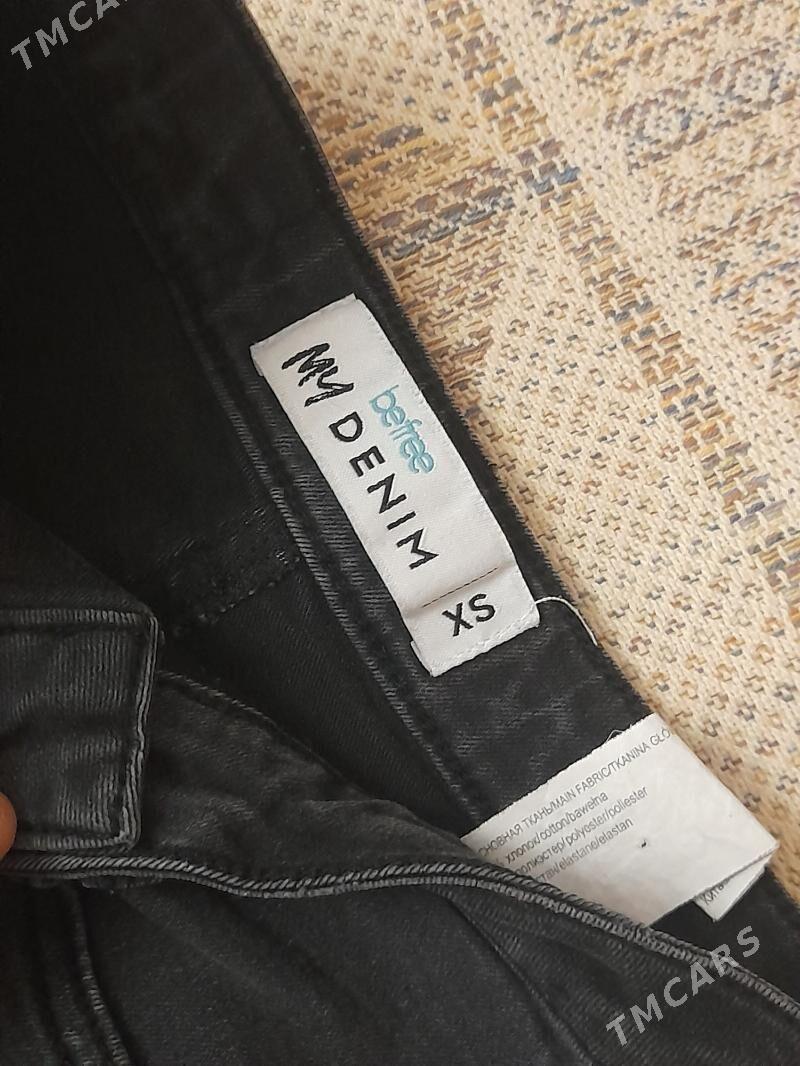 TMCARS
MY
befree
DENIM
XS
ОСНОВНАЯ ТКАНЬ/MAIN FABRIC/TKANINA GŁÓ
хлопок/cotton/bawełna
полиэстер/polyester/poliester
эластан/elastane/elastan
TMCARS